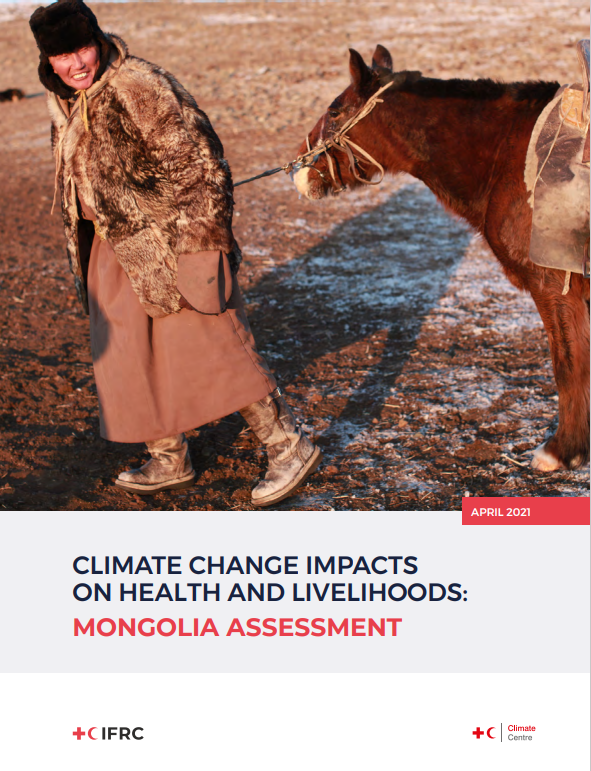 APRIL 2021
CLIMATE CHANGE IMPACTS
ON HEALTH AND LIVELIHOODS:
MONGOLIA ASSESSMENT
IFRC
Climate
Centre